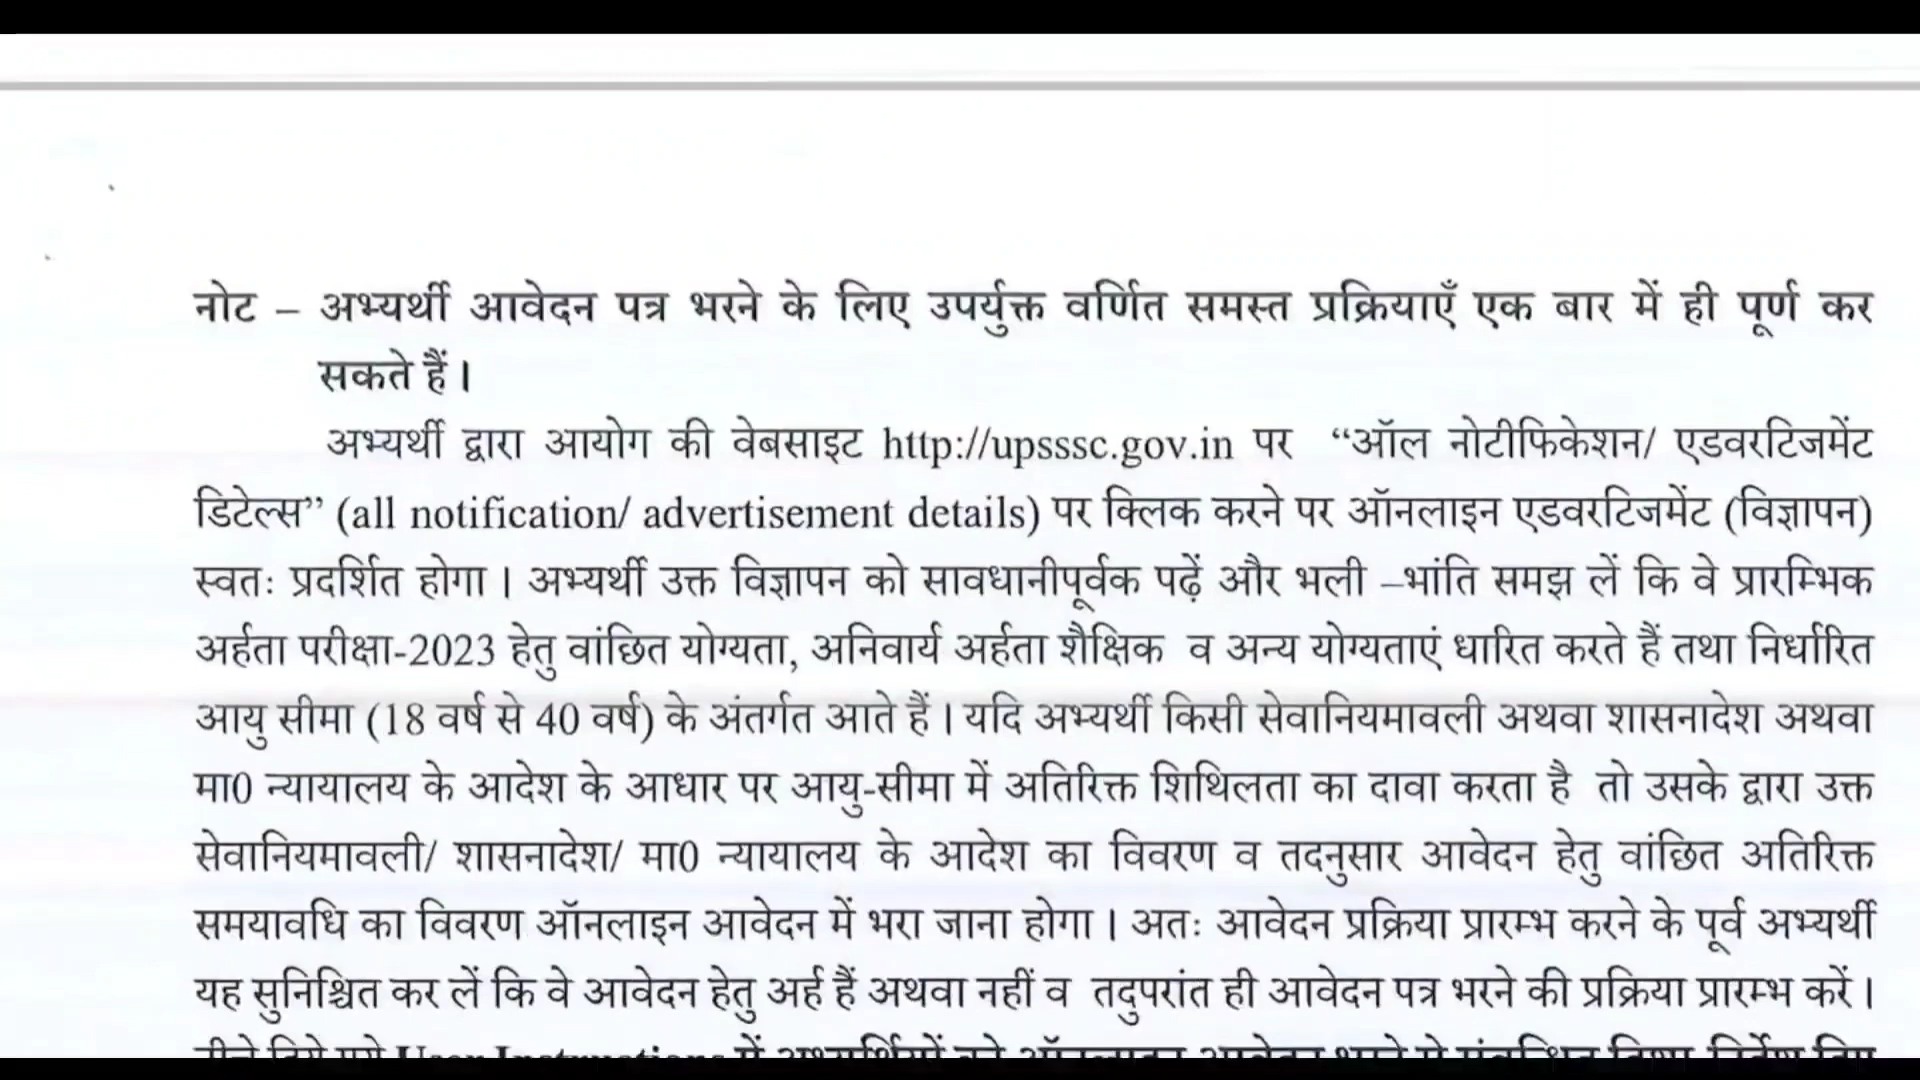 नोट – अभ्यर्थी आवेदन पत्र भरने के लिए उपर्युक्त वर्णित समस्त प्रक्रियाएँ एक बार में ही पूर्ण कर
सकते हैं।
अभ्यर्थी द्वारा आयोग की वेबसाइट http://upsssc.gov.in पर “ऑल नोटीफिकेशन/ एडवरटिजमेंट
डिटेल्स” (all notification/ advertisement details) पर क्लिक करने पर ऑनलाइन एडवरटिजमेंट (विज्ञापन)
स्वतः प्रदर्शित होगा। अभ्यर्थी उक्त विज्ञापन को सावधानीपूर्वक पढ़ें और भली –भांति समझ लें कि वे प्रारम्भिक
अर्हता परीक्षा-2023 हेतु वांछित योग्यता, अनिवार्य अर्हता शैक्षिक व अन्य योग्यताएं धारित करते हैं तथा निर्धारित
आयु सीमा (18 वर्ष से 40 वर्ष) के अंतर्गत आते हैं। यदि अभ्यर्थी किसी सेवानियमावली अथवा शासनादेश अथवा
मा0 न्यायालय के आदेश के आधार पर आयु-सीमा में अतिरिक्त शिथिलता का दावा करता है तो उसके द्वारा उक्त
सेवानियमावली/ शासनादेश/ मा0 न्यायालय के आदेश का विवरण व तदनुसार आवेदन हेतु वांछित अतिरिक्त
समयावधि का विवरण ऑनलाइन आवेदन में भरा जाना होगा। अतः आवेदन प्रक्रिया प्रारम्भ करने के पूर्व अभ्यर्थी
यह सुनिश्चित कर लें कि वे आवेदन हेतु अर्ह हैं अथवा नहीं व तदुपरांत ही आवेदन पत्र भरने की प्रक्रिया प्रारम्भ करें।